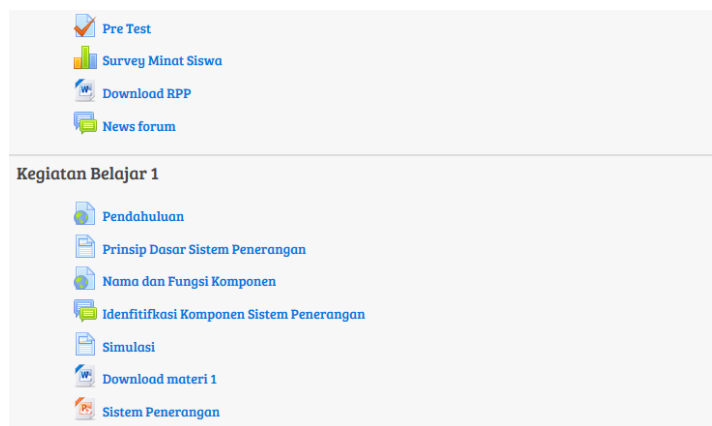 Pre Test
Survey Minat Siswa
Download RPP
News forum
Kegiatan Belajar 1
Pendahuluan
Prinsip Dasar Sistem Penerangan
Nama dan Fungsi Komponen
Idenfitifkasi Komponen Sistem Penerangan
Simulasi
Download materi 1
Sistem Penerangan